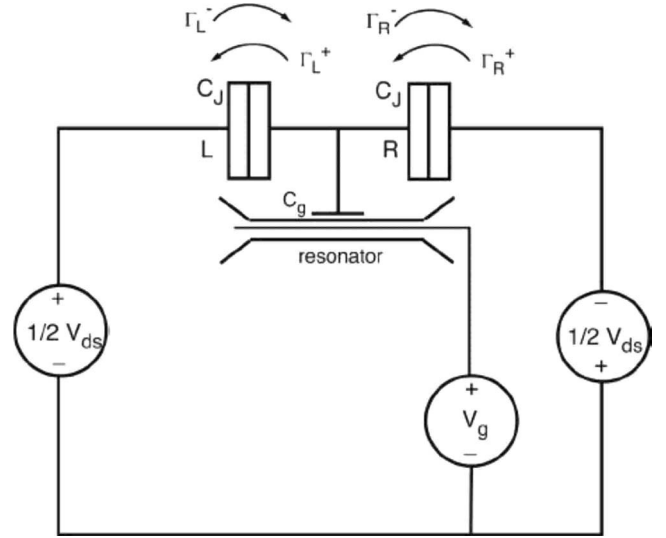 Γ_L^- Γ_R^-
Γ_L^+ Γ_R^+
C_J C_J
L R
C_g
resonator
+ −
1/2 V_ds 1/2 V_ds
− +
+
V_g
−